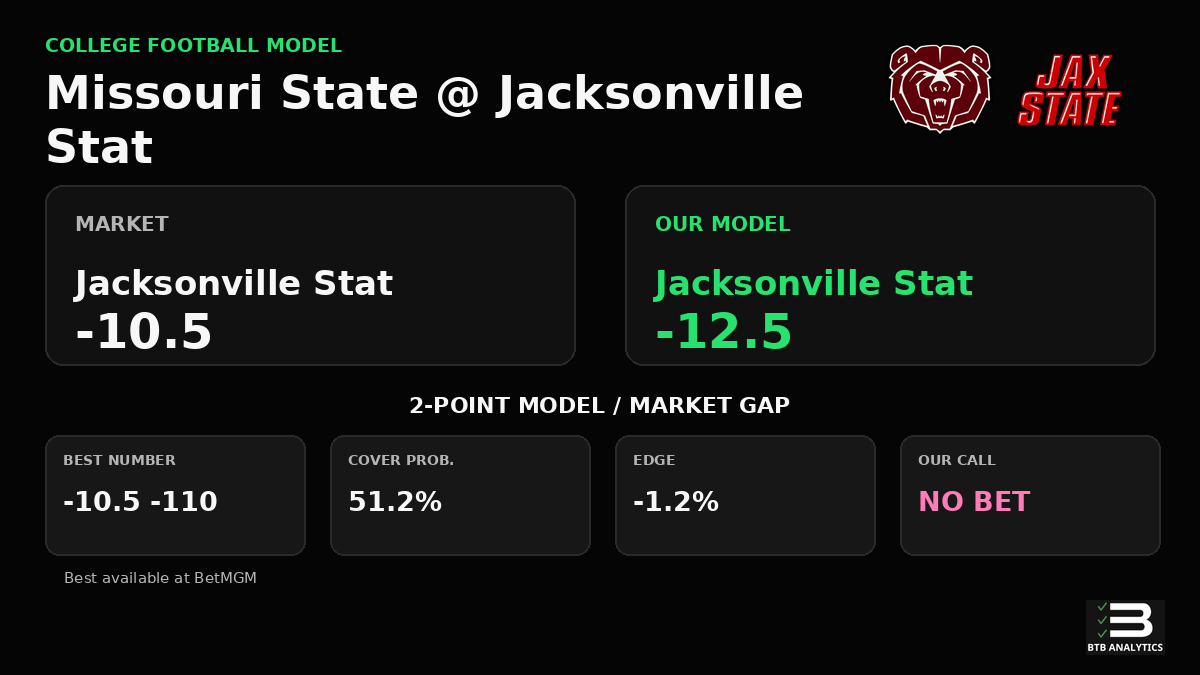 COLLEGE FOOTBALL MODEL
Missouri State @ Jacksonville
Stat
JAX
STATE
MARKET
Jacksonville Stat
-10.5
OUR MODEL
Jacksonville Stat
-12.5
2-POINT MODEL / MARKET GAP
BEST NUMBER
-10.5 -110
COVER PROB.
51.2%
EDGE
-1.2%
OUR CALL
NO BET
Best available at BetMGM
BTB ANALYTICS